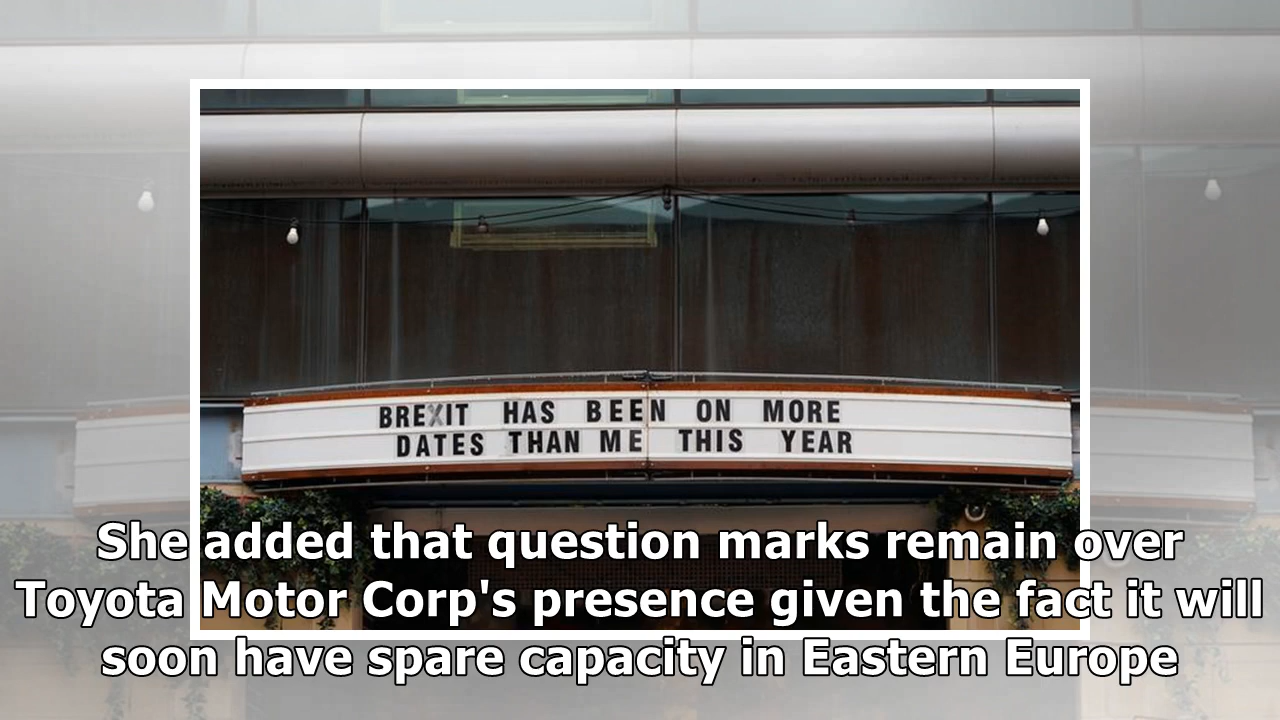 BREXIT HAS BEEN ON MORE
DATES THAN ME THIS YEAR
She added that question marks remain over
Toyota Motor Corp's presence given the fact it will
soon have spare capacity in Eastern Europe